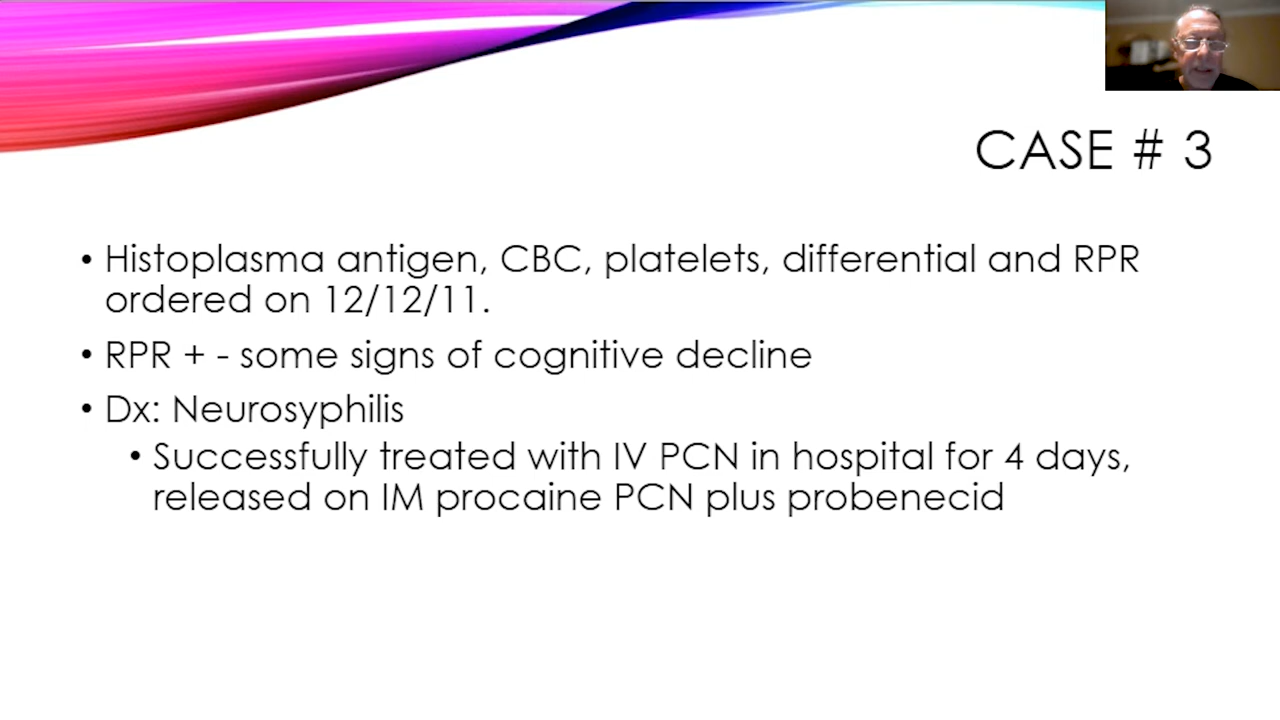 CASE # 3
• Histoplasma antigen, CBC, platelets, differential and RPR
ordered on 12/12/11.
• RPR + - some signs of cognitive decline
• Dx: Neurosyphilis
• Successfully treated with IV PCN in hospital for 4 days,
released on IM procaine PCN plus probenecid